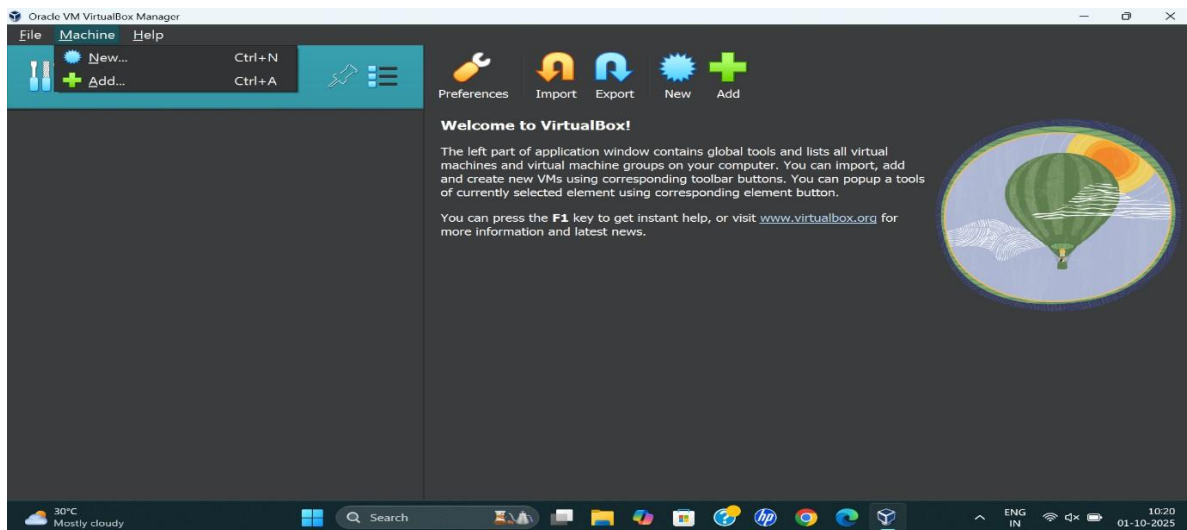 Oracle VM VirtualBox Manager
File Machine Help
New... Ctrl+N
Add... Ctrl+A
Preferences Import Export New Add
Welcome to VirtualBox!
The left part of application window contains global tools and lists all virtual
machines and virtual machine groups on your computer. You can import, add
and create new VMs using corresponding toolbar buttons. You can popup a tools
of currently selected element using corresponding element button.
You can press the F1 key to get instant help, or visit www.virtualbox.org for
more information and latest news.
30°C
Mostly cloudy
Search
hp
ENG
IN
10:20
01-10-2025